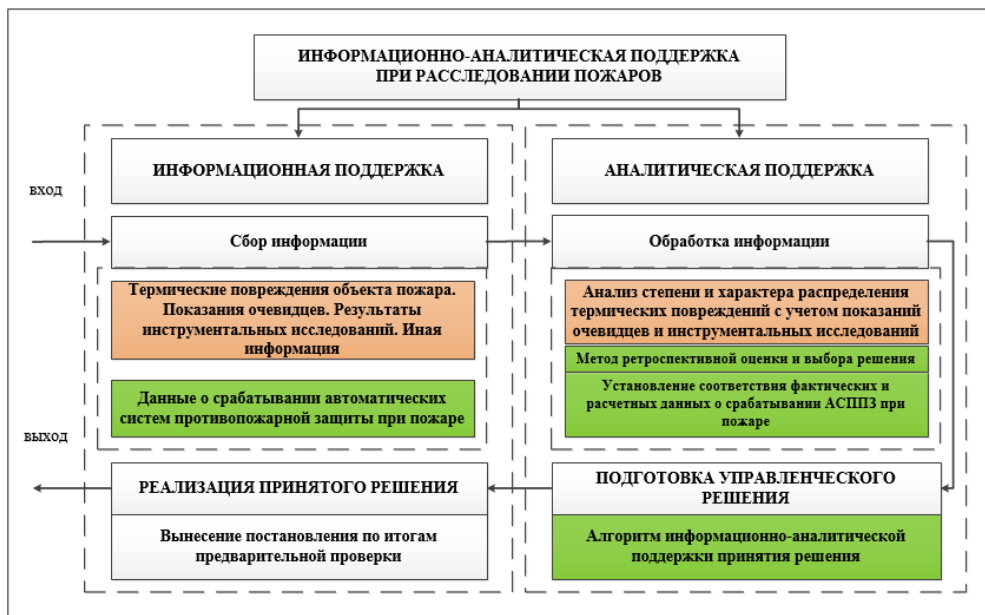 ИНФОРМАЦИОННО-АНАЛИТИЧЕСКАЯ ПОДДЕРЖКА
ПРИ РАССЛЕДОВАНИИ ПОЖАРОВ
ИНФОРМАЦИОННАЯ ПОДДЕРЖКА
АНАЛИТИЧЕСКАЯ ПОДДЕРЖКА
вход
Сбор информации
Обработка информации
Термические повреждения объекта пожара.
Показания очевидцев. Результаты
инструментальных исследований. Иная
информация
Анализ степени и характера распределения
термических повреждений с учетом показаний
очевидцев и инструментальных исследований
Метод ретроспективной оценки и выбора решения
Данные о срабатывании автоматических
систем противопожарной защиты при пожаре
Установление соответствия фактических и
расчетных данных о срабатывании АСППЗ при
пожаре
выход
РЕАЛИЗАЦИЯ ПРИНЯТОГО РЕШЕНИЯ
ПОДГОТОВКА УПРАВЛЕНЧЕСКОГО
РЕШЕНИЯ
Вынесение постановления по итогам
предварительной проверки
Алгоритм информационно-аналитической
поддержки принятия решения